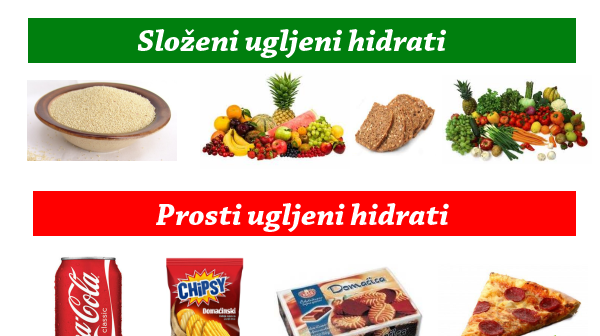 Složeni ugljeni hidrati
Prosti ugljeni hidrati
Coca-Cola
classic
CHIPSY
Domaćinski
Domaćica